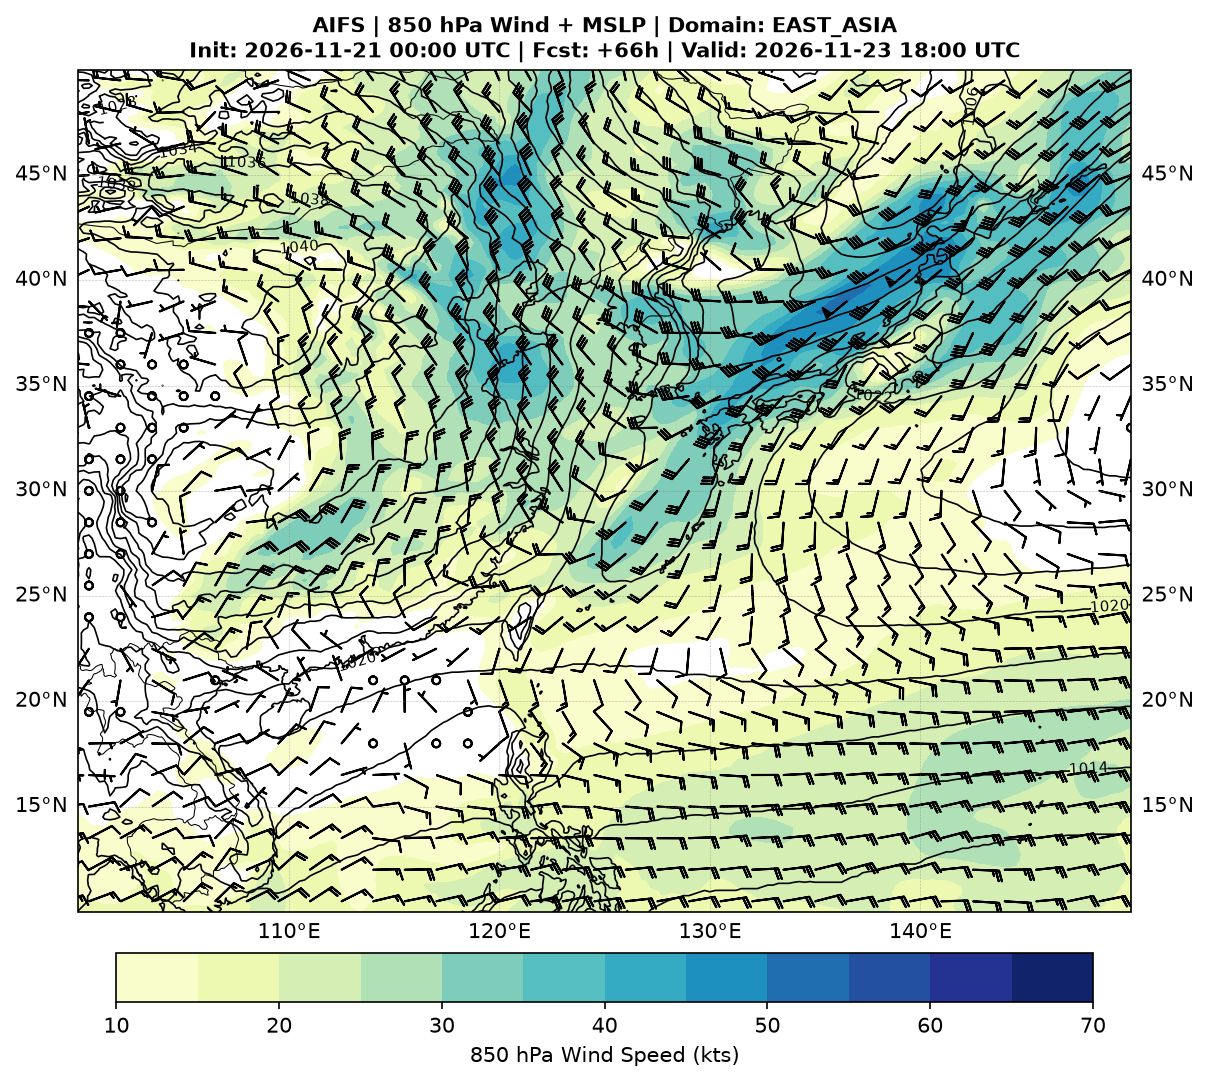 AIFS | 850 hPa Wind + MSLP | Domain: EAST_ASIA
Init: 2026-11-21 00:00 UTC | Fcst: +66h | Valid: 2026-11-23 18:00 UTC
1034
1036
1038
1040
1020
1020
1014
45°N 45°N
40°N 40°N
35°N 35°N
30°N 30°N
25°N 25°N
20°N 20°N
15°N 15°N
110°E 120°E 130°E 140°E
10 20 30 40 50 60 70
850 hPa Wind Speed (kts)